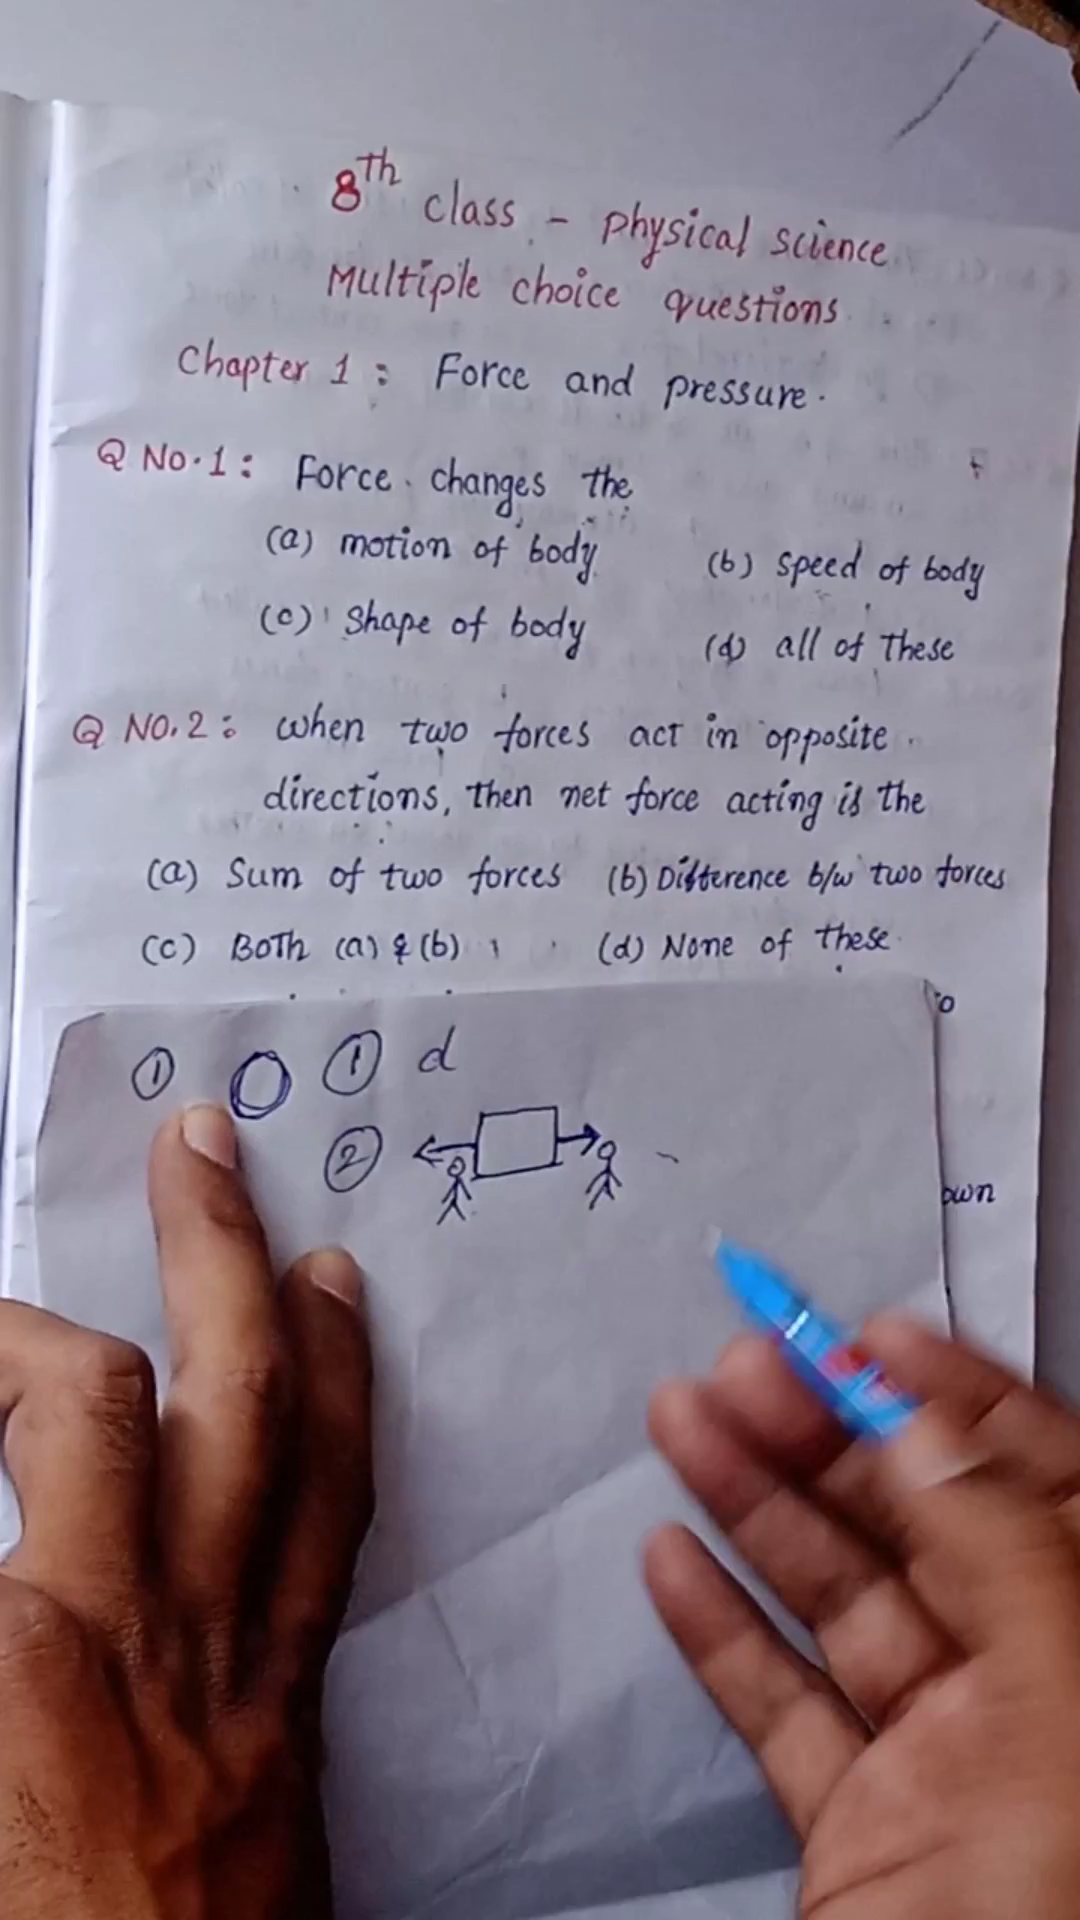 8Th class - physical science
Multiple choice questions
Chapter 1 : Force and pressure.
Q No.1 : Force changes the
(a) motion of body (b) speed of body
(c) shape of body (d) all of These
Q NO.2 : when two forces act in opposite
directions, then net force acting is the
(a) Sum of two forces (b) Difference b/w two forces
(c) BoTh (a) & (b) (d) None of these.
1 1 d
2
own